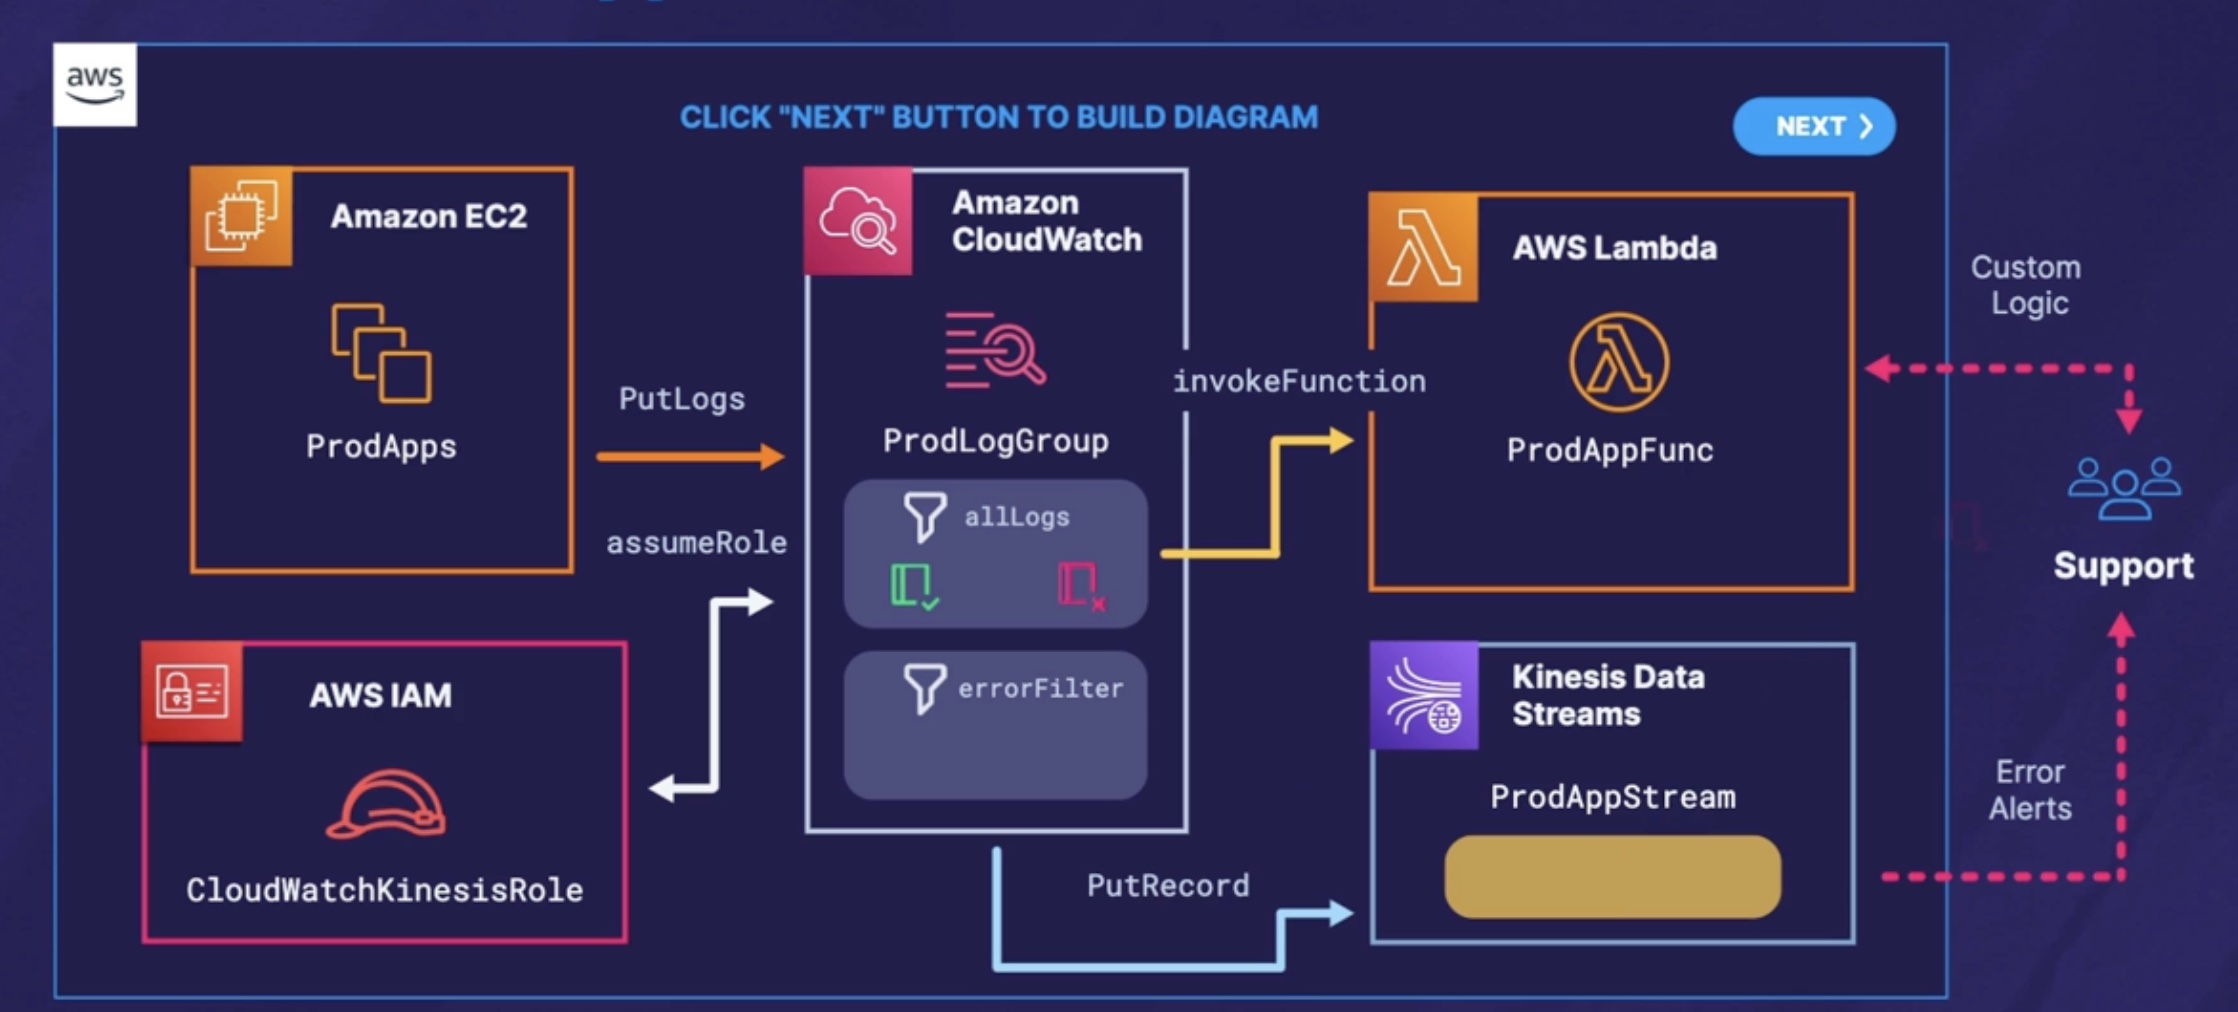 aws
CLICK "NEXT" BUTTON TO BUILD DIAGRAM
NEXT
Amazon EC2
ProdApps
PutLogs
assumeRole
AWS IAM
CloudWatchKinesisRole
Amazon
CloudWatch
ProdLogGroup
allLogs
errorFilter
invokeFunction
PutRecord
AWS Lambda
ProdAppFunc
Kinesis Data
Streams
ProdAppStream
Custom
Logic
Support
Error
Alerts